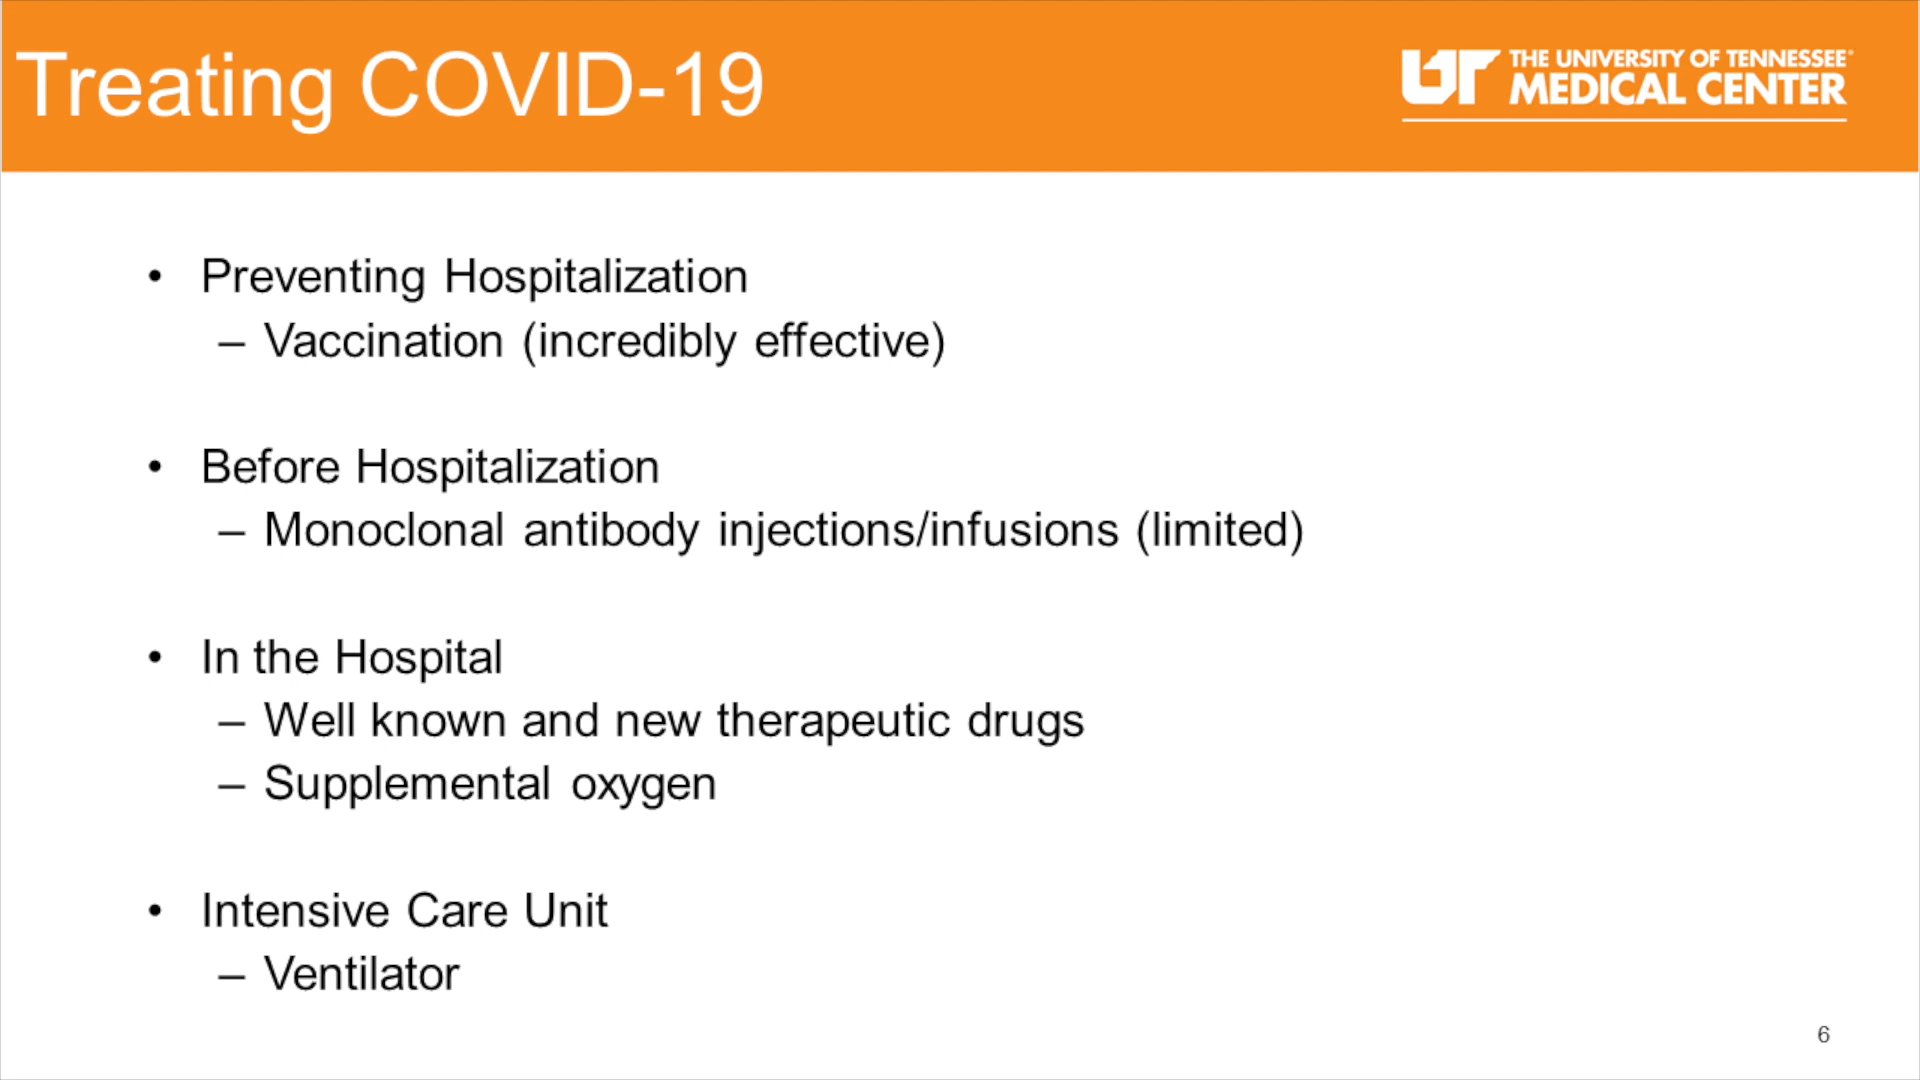 Treating COVID-19
UT THE UNIVERSITY OF TENNESSEE®
MEDICAL CENTER
• Preventing Hospitalization
– Vaccination (incredibly effective)
• Before Hospitalization
– Monoclonal antibody injections/infusions (limited)
• In the Hospital
– Well known and new therapeutic drugs
– Supplemental oxygen
• Intensive Care Unit
– Ventilator
6